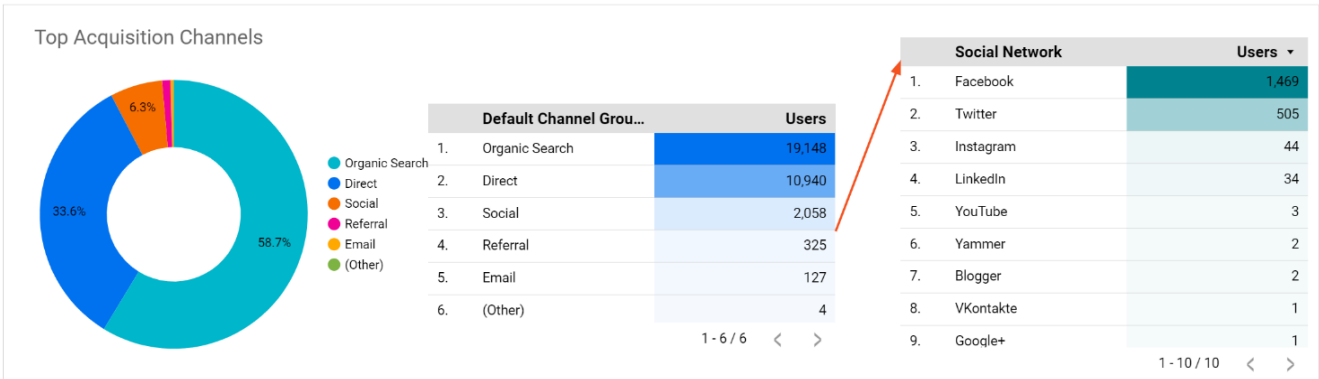 Top Acquisition Channels
6.3%
33.6%
58.7%
Organic Search
Direct
Social
Referral
Email
(Other)
Default Channel Grou... Users
1. Organic Search 19,148
2. Direct 10,940
3. Social 2,058
4. Referral 325
5. Email 127
6. (Other) 4
1 - 6 / 6
Social Network Users
1. Facebook 1,469
2. Twitter 505
3. Instagram 44
4. LinkedIn 34
5. YouTube 3
6. Yammer 2
7. Blogger 2
8. VKontakte 1
9. Google+ 1
1 - 10 / 10